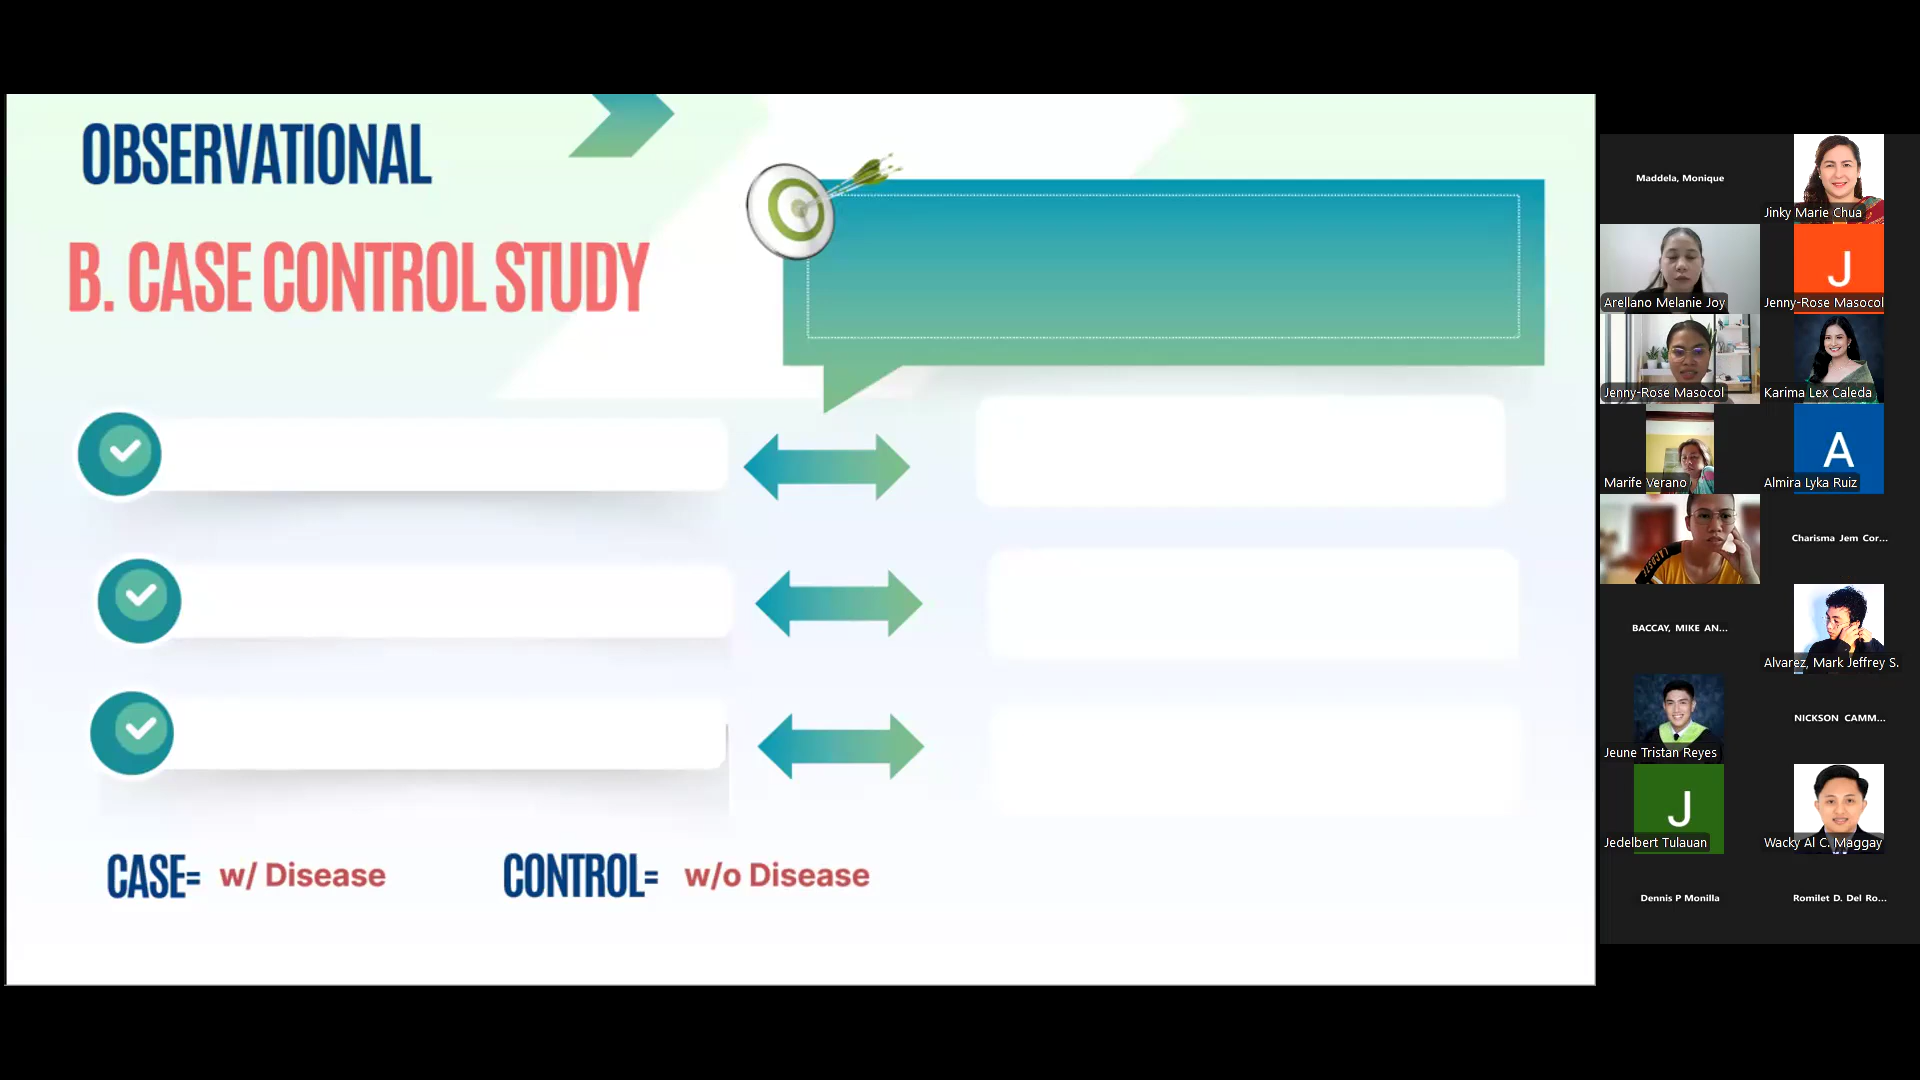 OBSERVATIONAL
B. CASE CONTROL STUDY
CASE= w/ Disease
CONTROL= w/o Disease
Maddela, Monique
Jinky Marie Chua
Arellano Melanie Joy
J
Jenny-Rose Masocol
Jenny-Rose Masocol
Karima Lex Caleda
Marife Verano
A
Almira Lyka Ruiz
LACOSTE
Charisma Jem Cor...
BACCAY, MIKE AN...
Alvarez, Mark Jeffrey S.
Jeune Tristan Reyes
NICKSON CAMM...
J
Jedelbert Tulauan
Wacky Al C. Maggay
Dennis P Monilla
Romilet D. Del Ro...